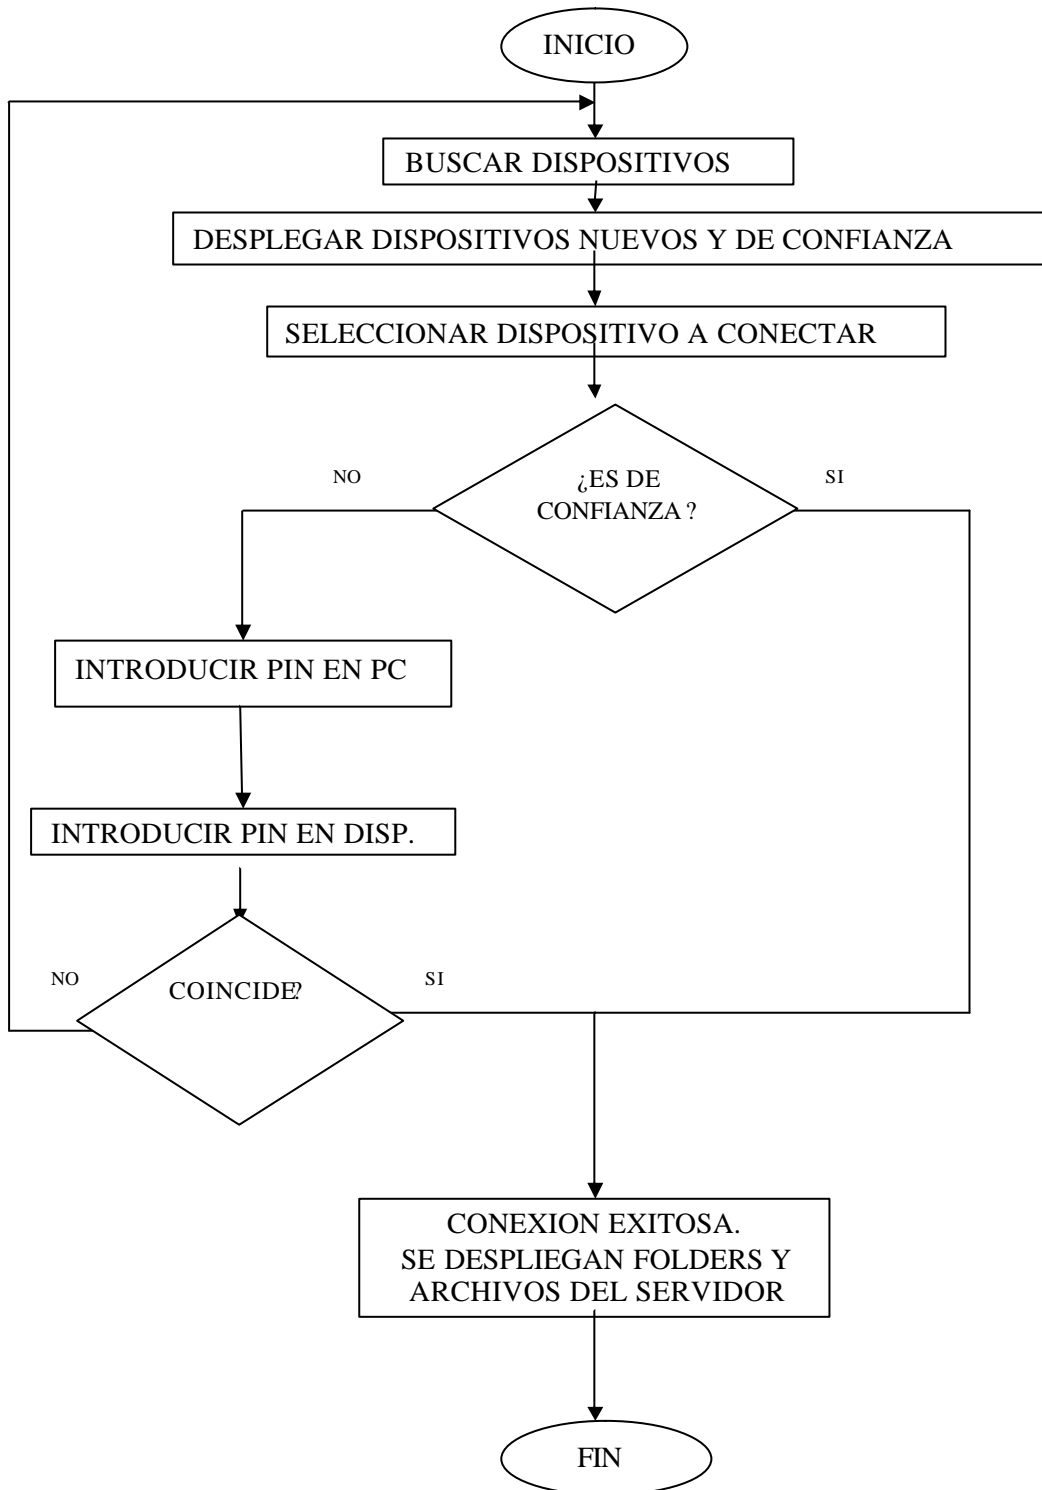 INICIO
BUSCAR DISPOSITIVOS
DESPLEGAR DISPOSITIVOS NUEVOS Y DE CONFIANZA
SELECCIONAR DISPOSITIVO A CONECTAR
NO
¿ES DE
CONFIANZA ?
SI
INTRODUCIR PIN EN PC
INTRODUCIR PIN EN DISP.
NO
COINCIDE?
SI
CONEXION EXITOSA.
SE DESPLIEGAN FOLDERS Y
ARCHIVOS DEL SERVIDOR
FIN